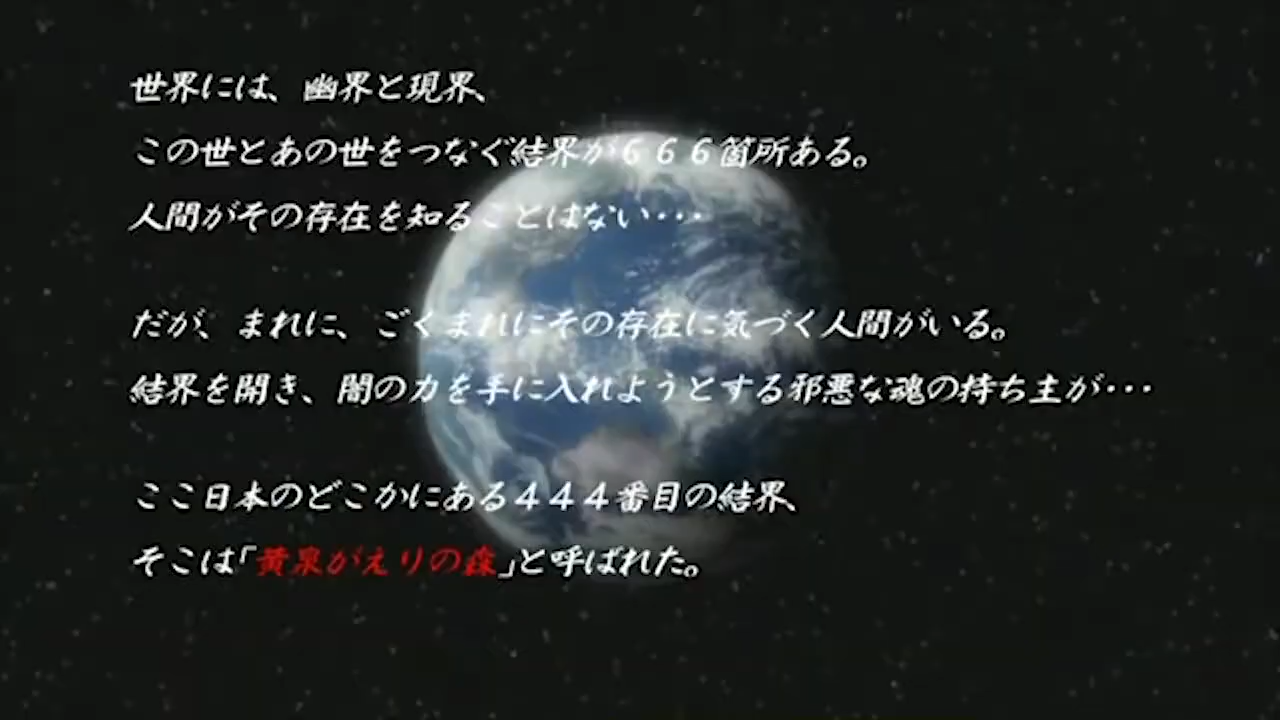 世界には、幽界と現界、
この世とあの世をつなぐ結界が６６６箇所ある。
人間がその存在を知ることはない･･･
だが、まれに、ごくまれにその存在に気づく人間がいる。
結界を開き、闇の力を手に入れようとする邪悪な魂の持ち主が･･･
ここ日本のどこかにある４４４番目の結界、
そこは｢黄泉がえりの森｣と呼ばれた。